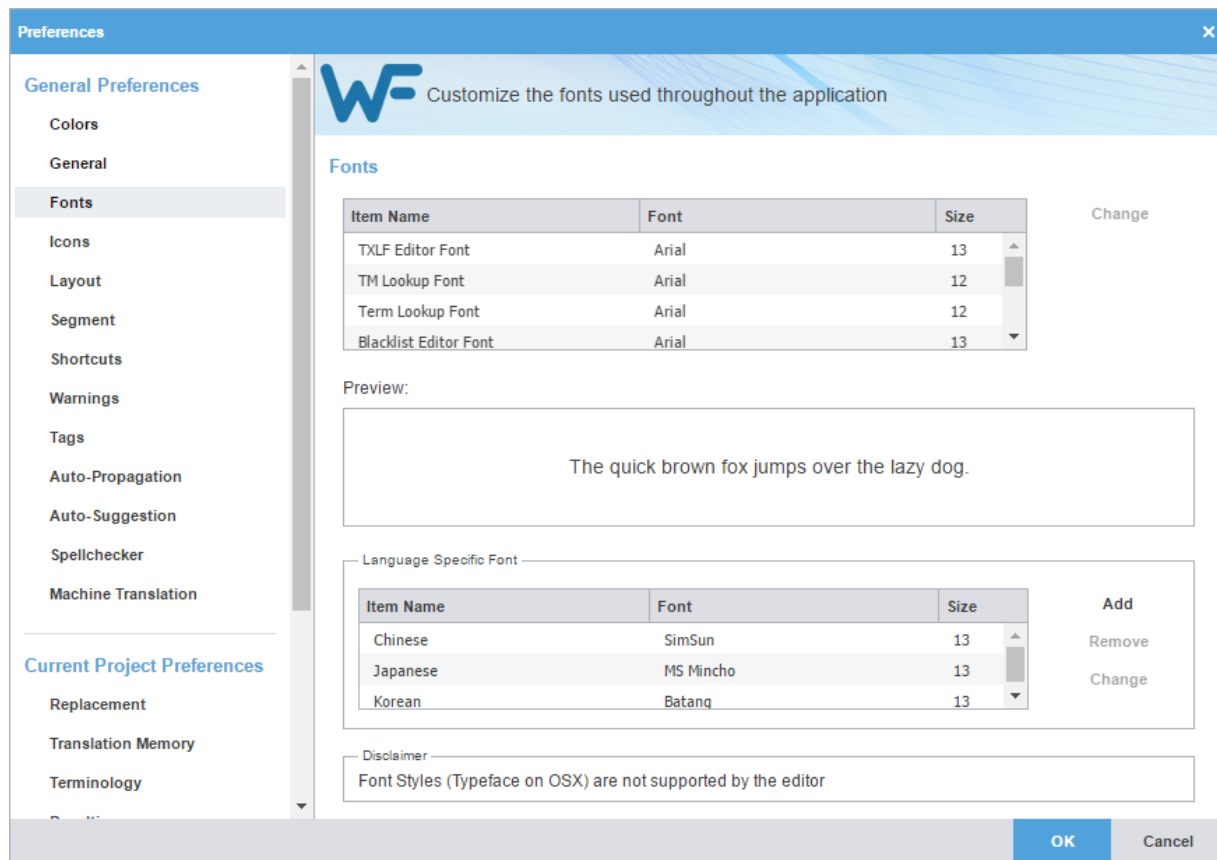 Preferences
General Preferences
Colors
General
Fonts
Icons
Layout
Segment
Shortcuts
Warnings
Tags
Auto-Propagation
Auto-Suggestion
Spellchecker
Machine Translation
Current Project Preferences
Replacement
Translation Memory
Terminology
WF Customize the fonts used throughout the application
Fonts
Item Name Font Size Change
TXLF Editor Font Arial 13
TM Lookup Font Arial 12
Term Lookup Font Arial 12
Blacklist Editor Font Arial 13
Preview:
The quick brown fox jumps over the lazy dog.
Language Specific Font
Item Name Font Size Add
Chinese SimSun 13 Remove
Japanese MS Mincho 13 Change
Korean Batang 13
Disclaimer
Font Styles (Typeface on OSX) are not supported by the editor
OK Cancel